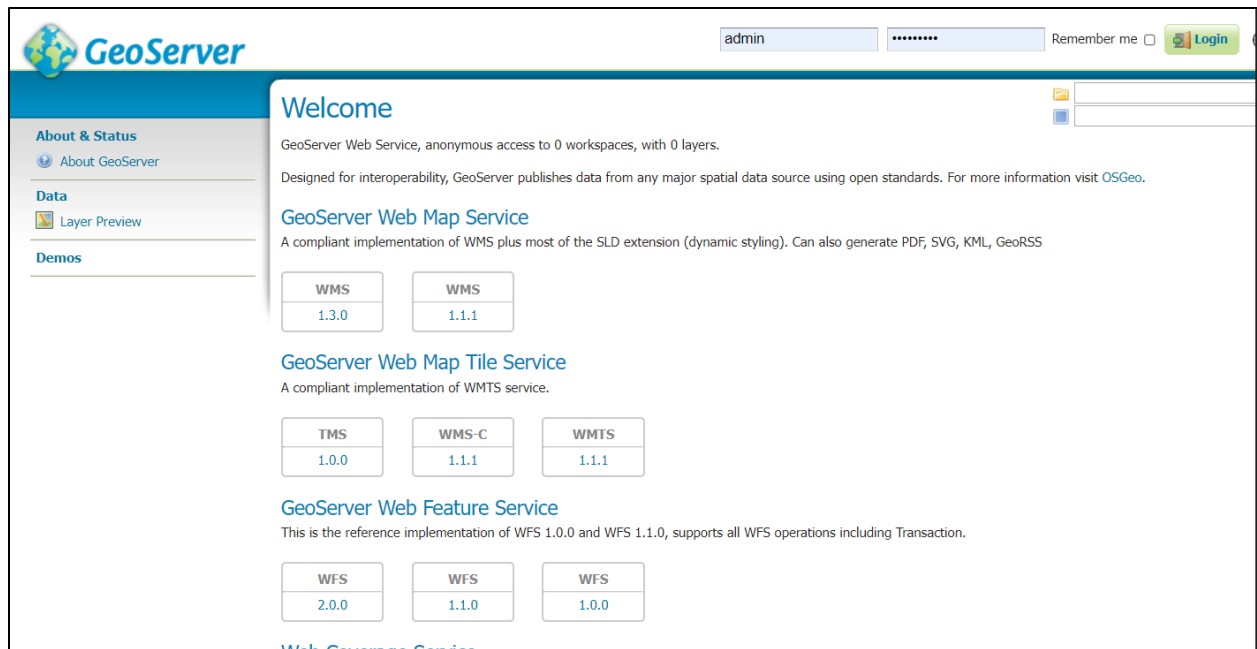 GeoServer
admin
•••••••••
Remember me
Login
About & Status
About GeoServer
Data
Layer Preview
Demos
Welcome
GeoServer Web Service, anonymous access to 0 workspaces, with 0 layers.
Designed for interoperability, GeoServer publishes data from any major spatial data source using open standards. For more information visit OSGeo.
GeoServer Web Map Service
A compliant implementation of WMS plus most of the SLD extension (dynamic styling). Can also generate PDF, SVG, KML, GeoRSS
WMS WMS
1.3.0 1.1.1
GeoServer Web Map Tile Service
A compliant implementation of WMTS service.
TMS WMS-C WMTS
1.0.0 1.1.1 1.1.1
GeoServer Web Feature Service
This is the reference implementation of WFS 1.0.0 and WFS 1.1.0, supports all WFS operations including Transaction.
WFS WFS WFS
2.0.0 1.1.0 1.0.0